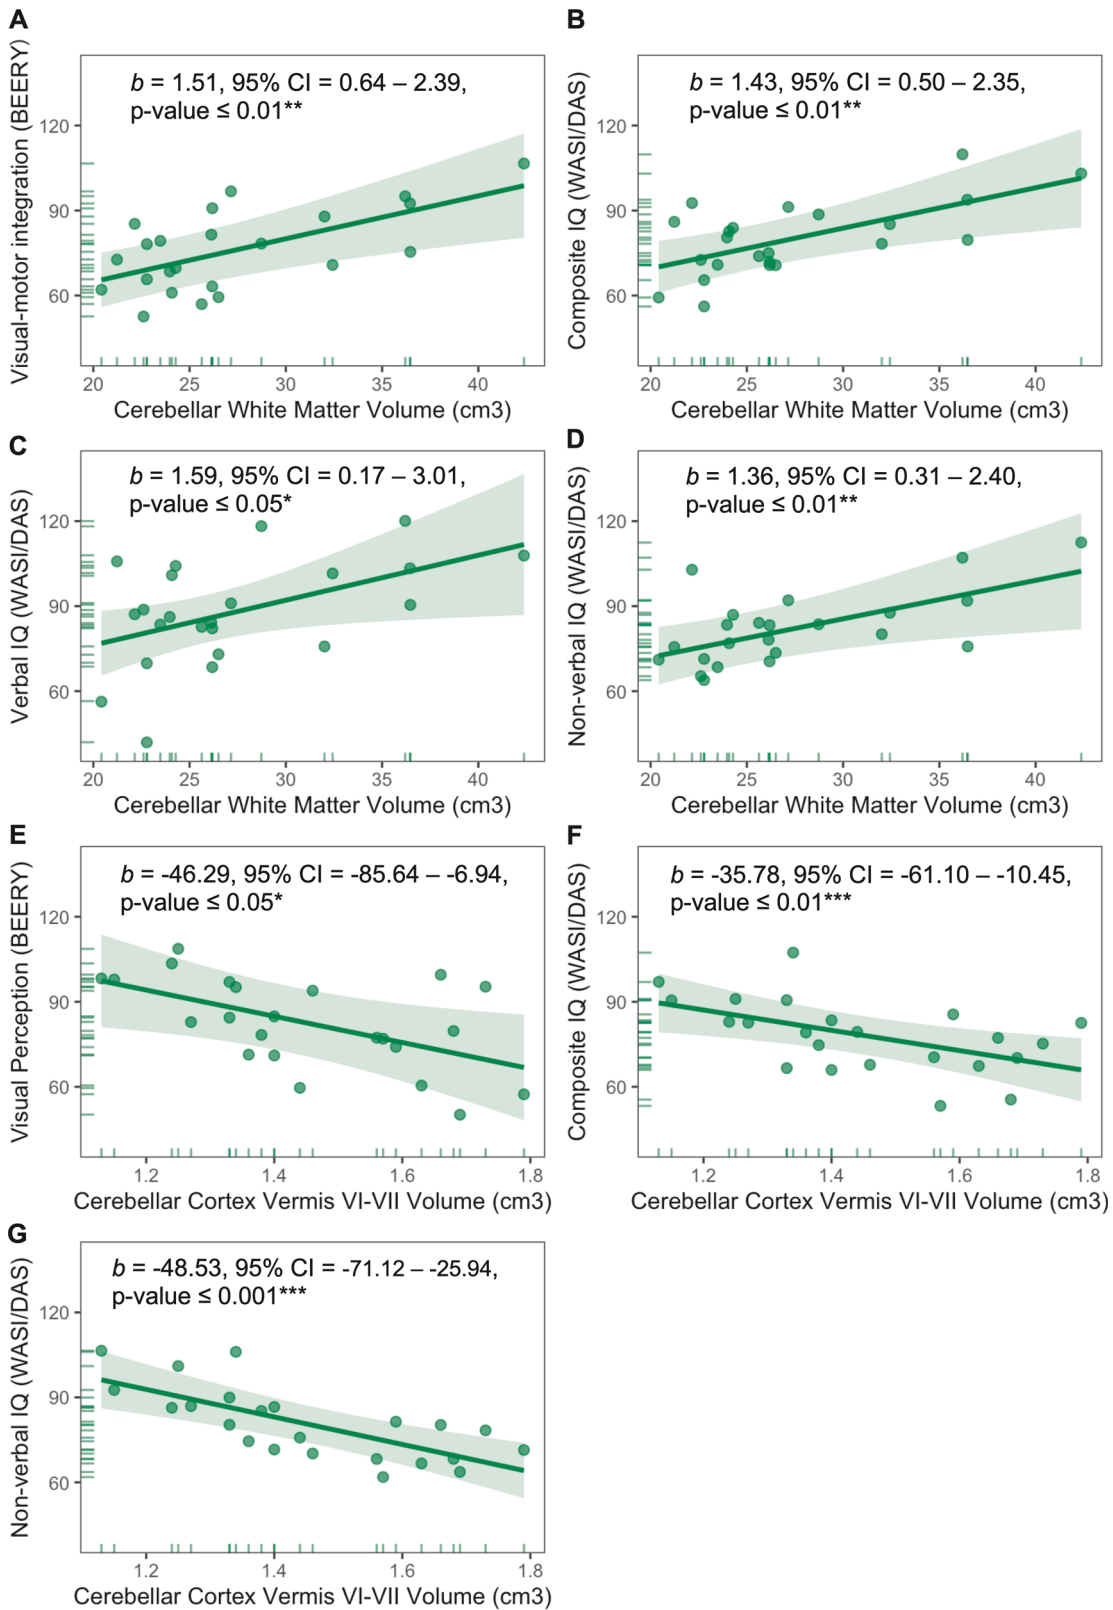 A
b = 1.51, 95% CI = 0.64 – 2.39,
p-value ≤ 0.01**
Visual-motor integration (BEERY)
120
90
60
20 25 30 35 40
Cerebellar White Matter Volume (cm3)
B
b = 1.43, 95% CI = 0.50 – 2.35,
p-value ≤ 0.01**
Composite IQ (WASI/DAS)
120
90
60
20 25 30 35 40
Cerebellar White Matter Volume (cm3)
C
b = 1.59, 95% CI = 0.17 – 3.01,
p-value ≤ 0.05*
Verbal IQ (WASI/DAS)
120
90
60
20 25 30 35 40
Cerebellar White Matter Volume (cm3)
D
b = 1.36, 95% CI = 0.31 – 2.40,
p-value ≤ 0.01**
Non-verbal IQ (WASI/DAS)
120
90
60
20 25 30 35 40
Cerebellar White Matter Volume (cm3)
E
b = -46.29, 95% CI = -85.64 – -6.94,
p-value ≤ 0.05*
Visual Perception (BEERY)
120
90
60
1.2 1.4 1.6 1.8
Cerebellar Cortex Vermis VI-VII Volume (cm3)
F
b = -35.78, 95% CI = -61.10 – -10.45,
p-value ≤ 0.01***
Composite IQ (WASI/DAS)
120
90
60
1.2 1.4 1.6 1.8
Cerebellar Cortex Vermis VI-VII Volume (cm3)
G
b = -48.53, 95% CI = -71.12 – -25.94,
p-value ≤ 0.001***
Non-verbal IQ (WASI/DAS)
120
90
60
1.2 1.4 1.6 1.8
Cerebellar Cortex Vermis VI-VII Volume (cm3)